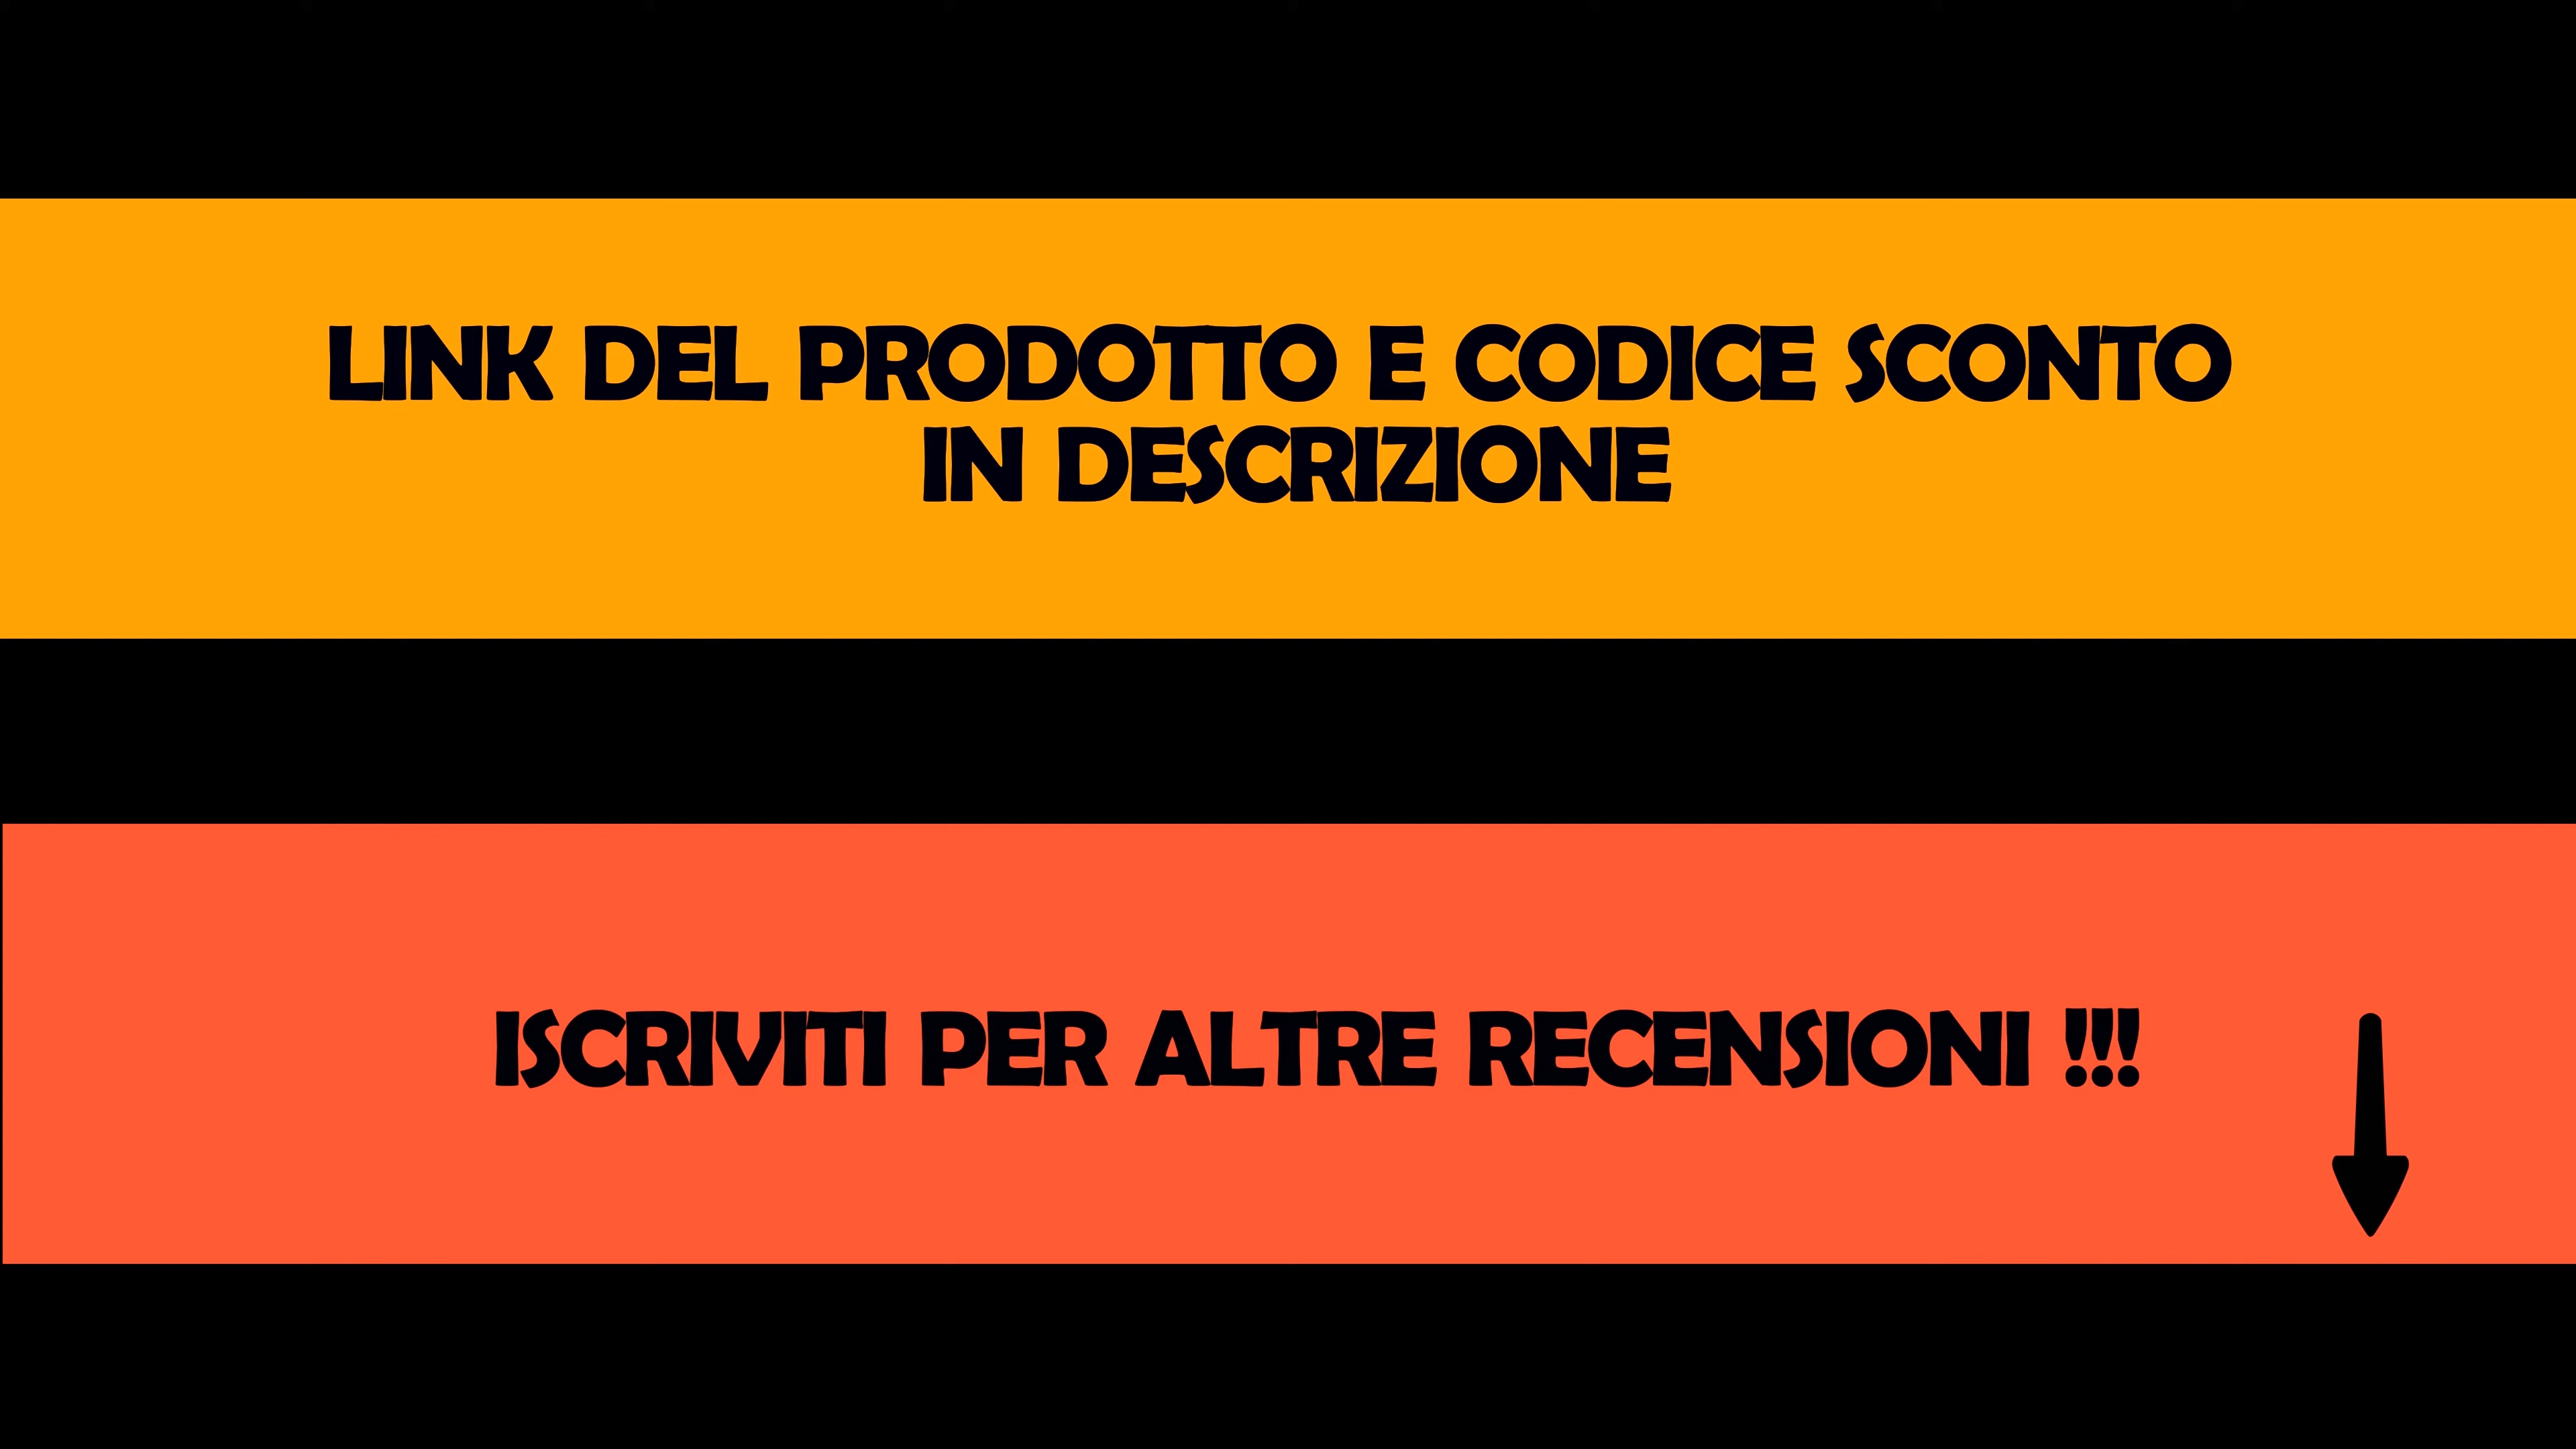 LINK DEL PRODOTTO E CODICE SCONTO
IN DESCRIZIONE
ISCRIVITI PER ALTRE RECENSIONI !!!